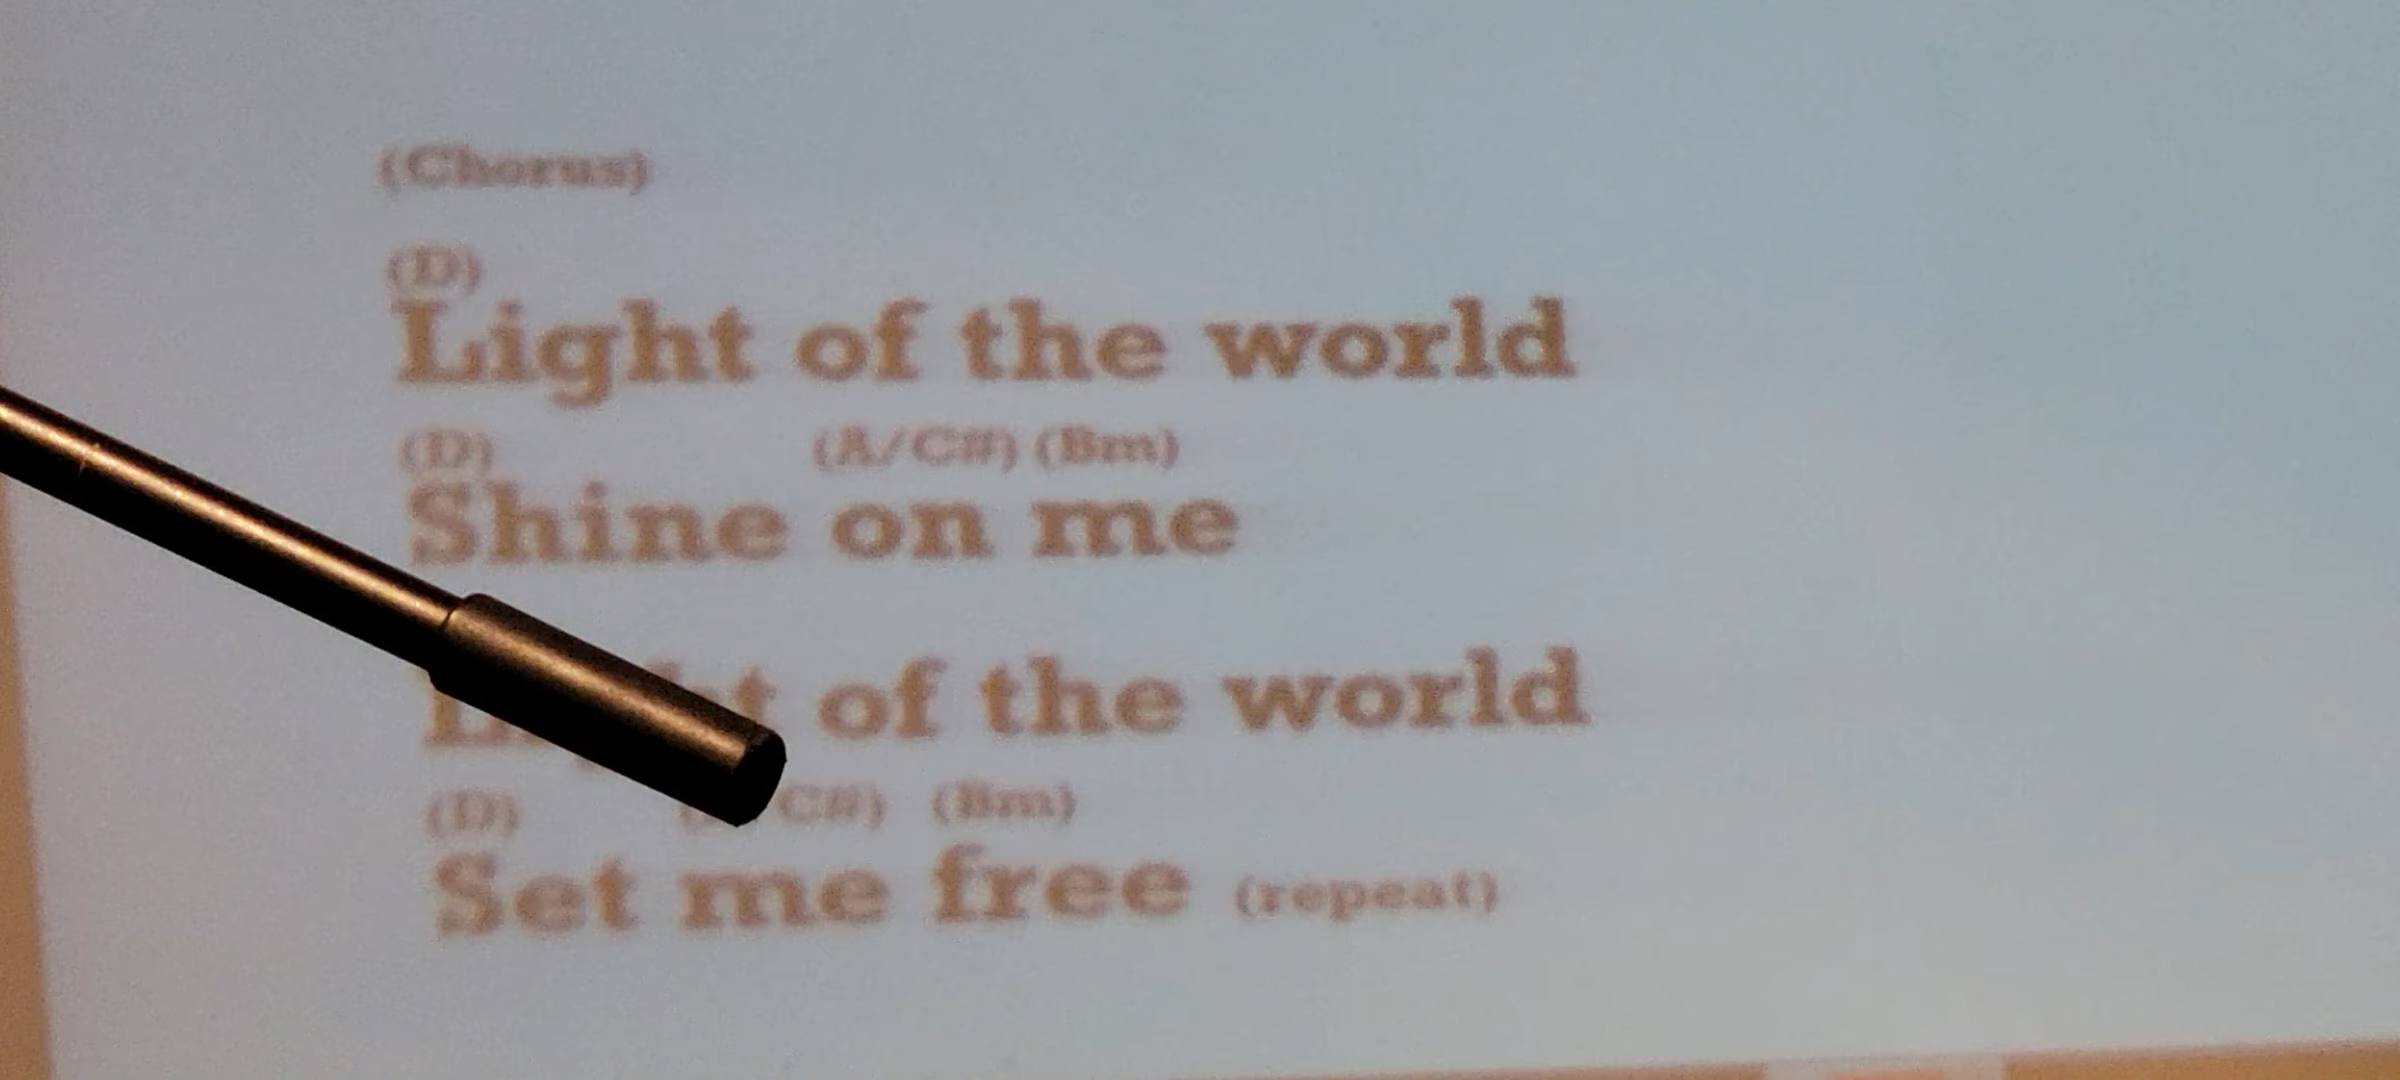 (Chorus)
(D)
Light of the world
(D) (A/C#) (Bm)
Shine on me
of the world
(D) (Bm)
Set me free (repeat)